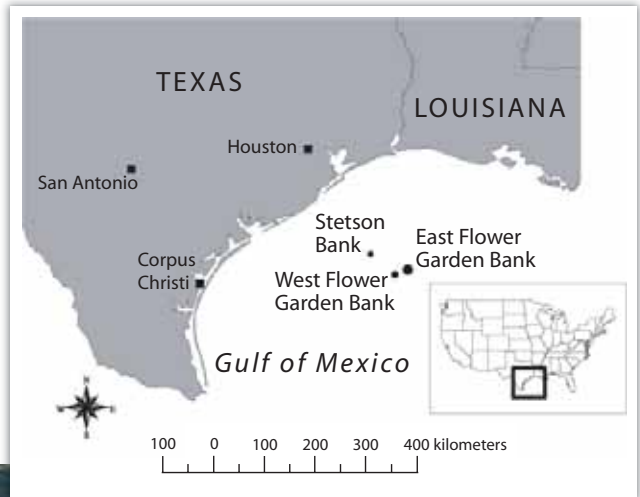 TEXAS
LOUISIANA
Houston
San Antonio
Stetson
Bank
East Flower
Garden Bank
Corpus
Christi
West Flower
Garden Bank
Gulf of Mexico
N
100 0 100 200 300 400 kilometers